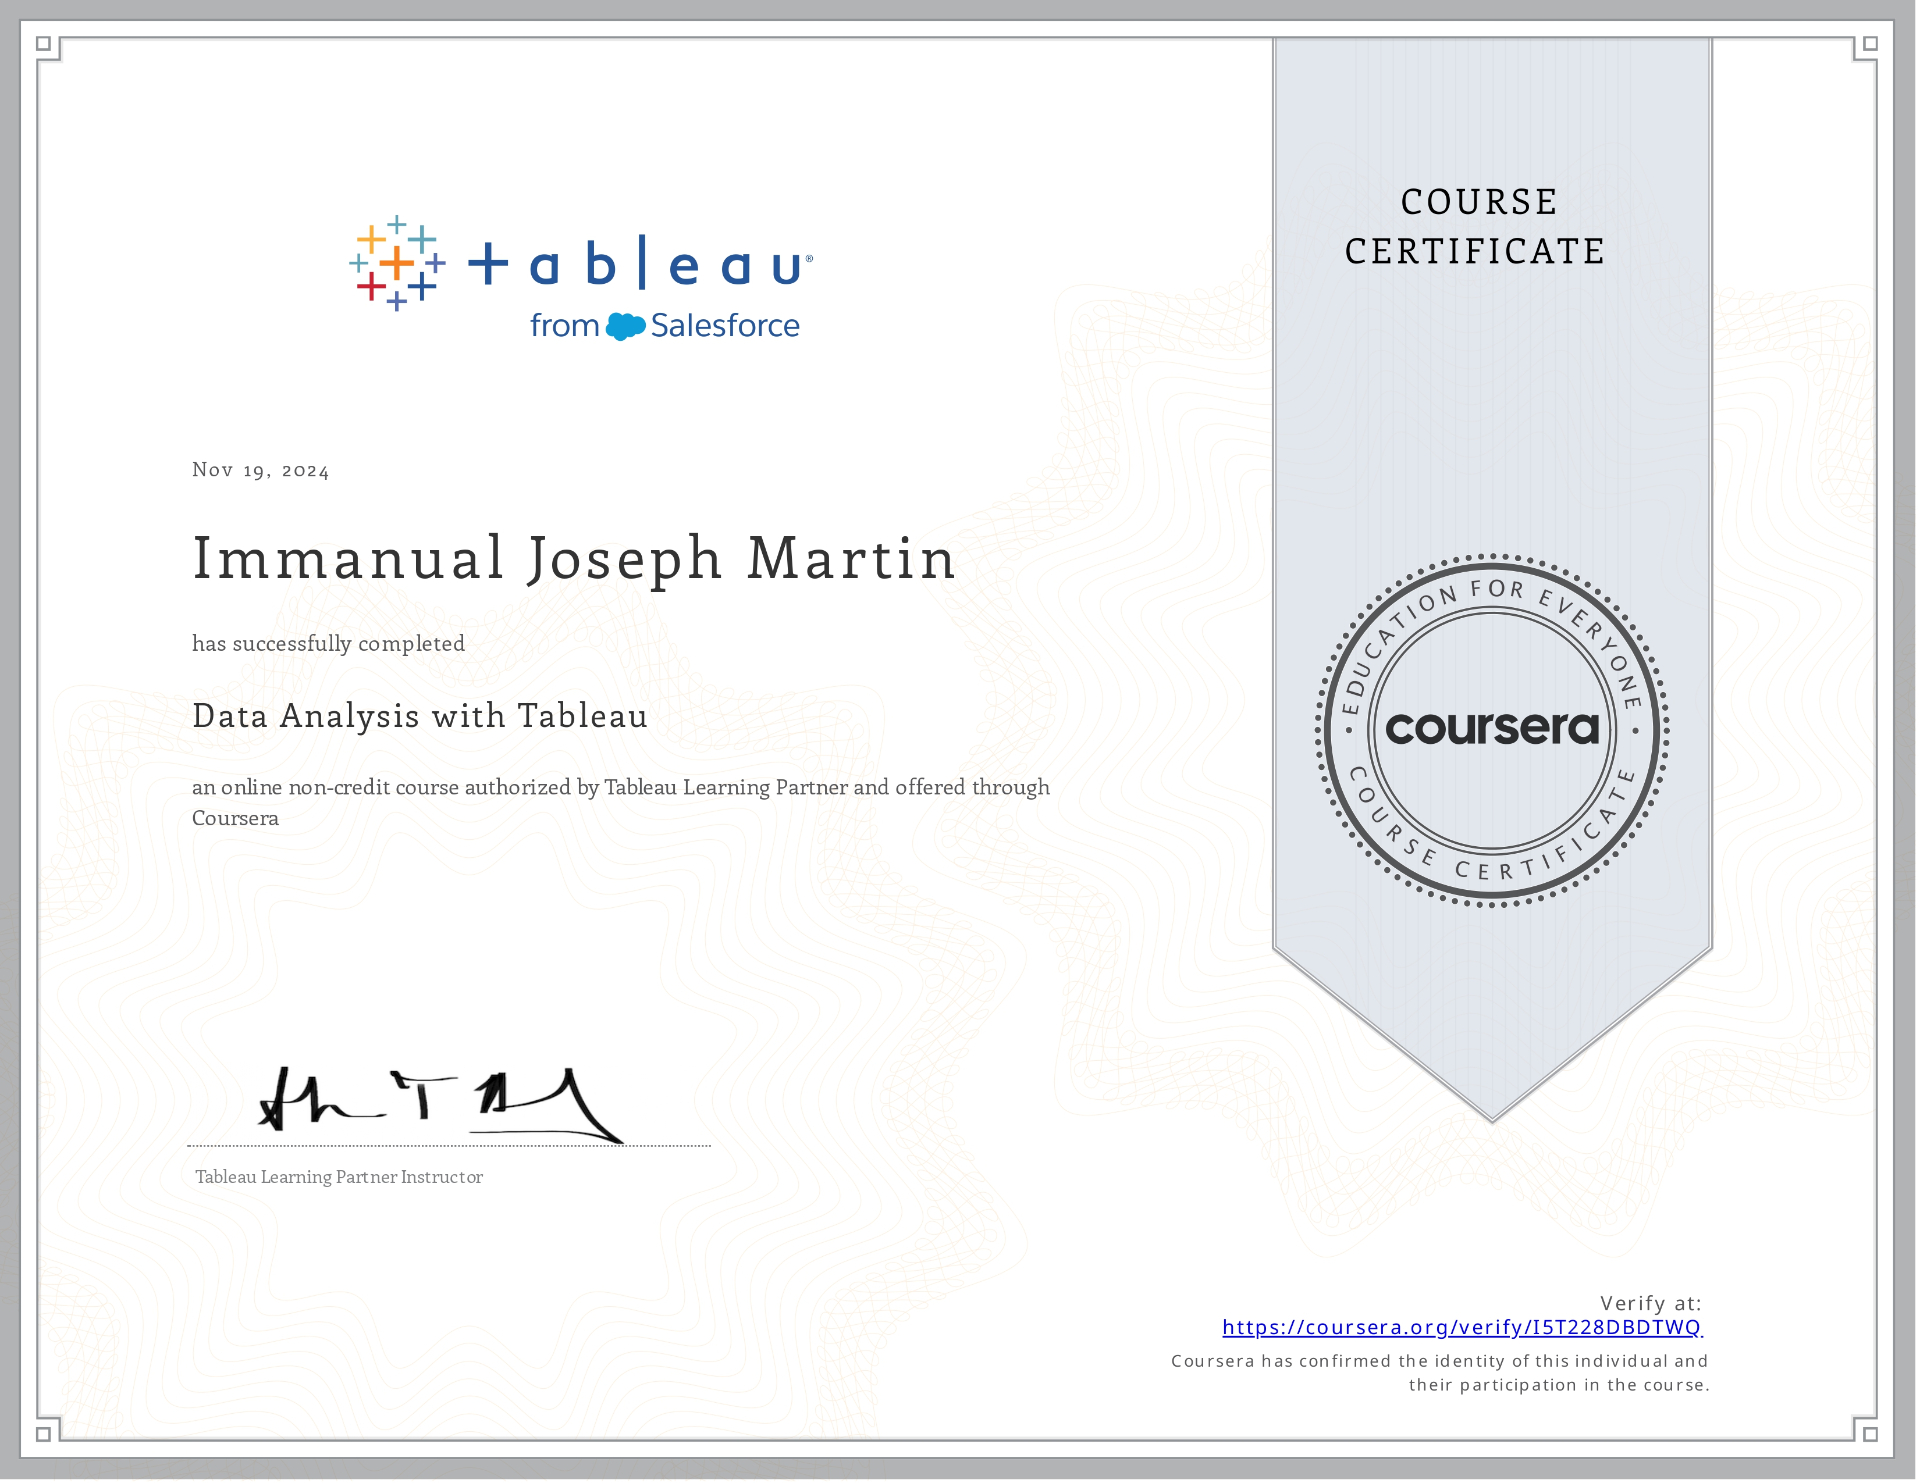 +ableau®
from Salesforce
COURSE
CERTIFICATE
Nov 19, 2024
Immanual Joseph Martin
has successfully completed
Data Analysis with Tableau
an online non-credit course authorized by Tableau Learning Partner and offered through
Coursera
EDUCATION FOR EVERYONE
coursera
COURSE CERTIFICATE
Tableau Learning Partner Instructor
Verify at:
https://coursera.org/verify/I5T228DBDTWQ
Coursera has confirmed the identity of this individual and
their participation in the course.